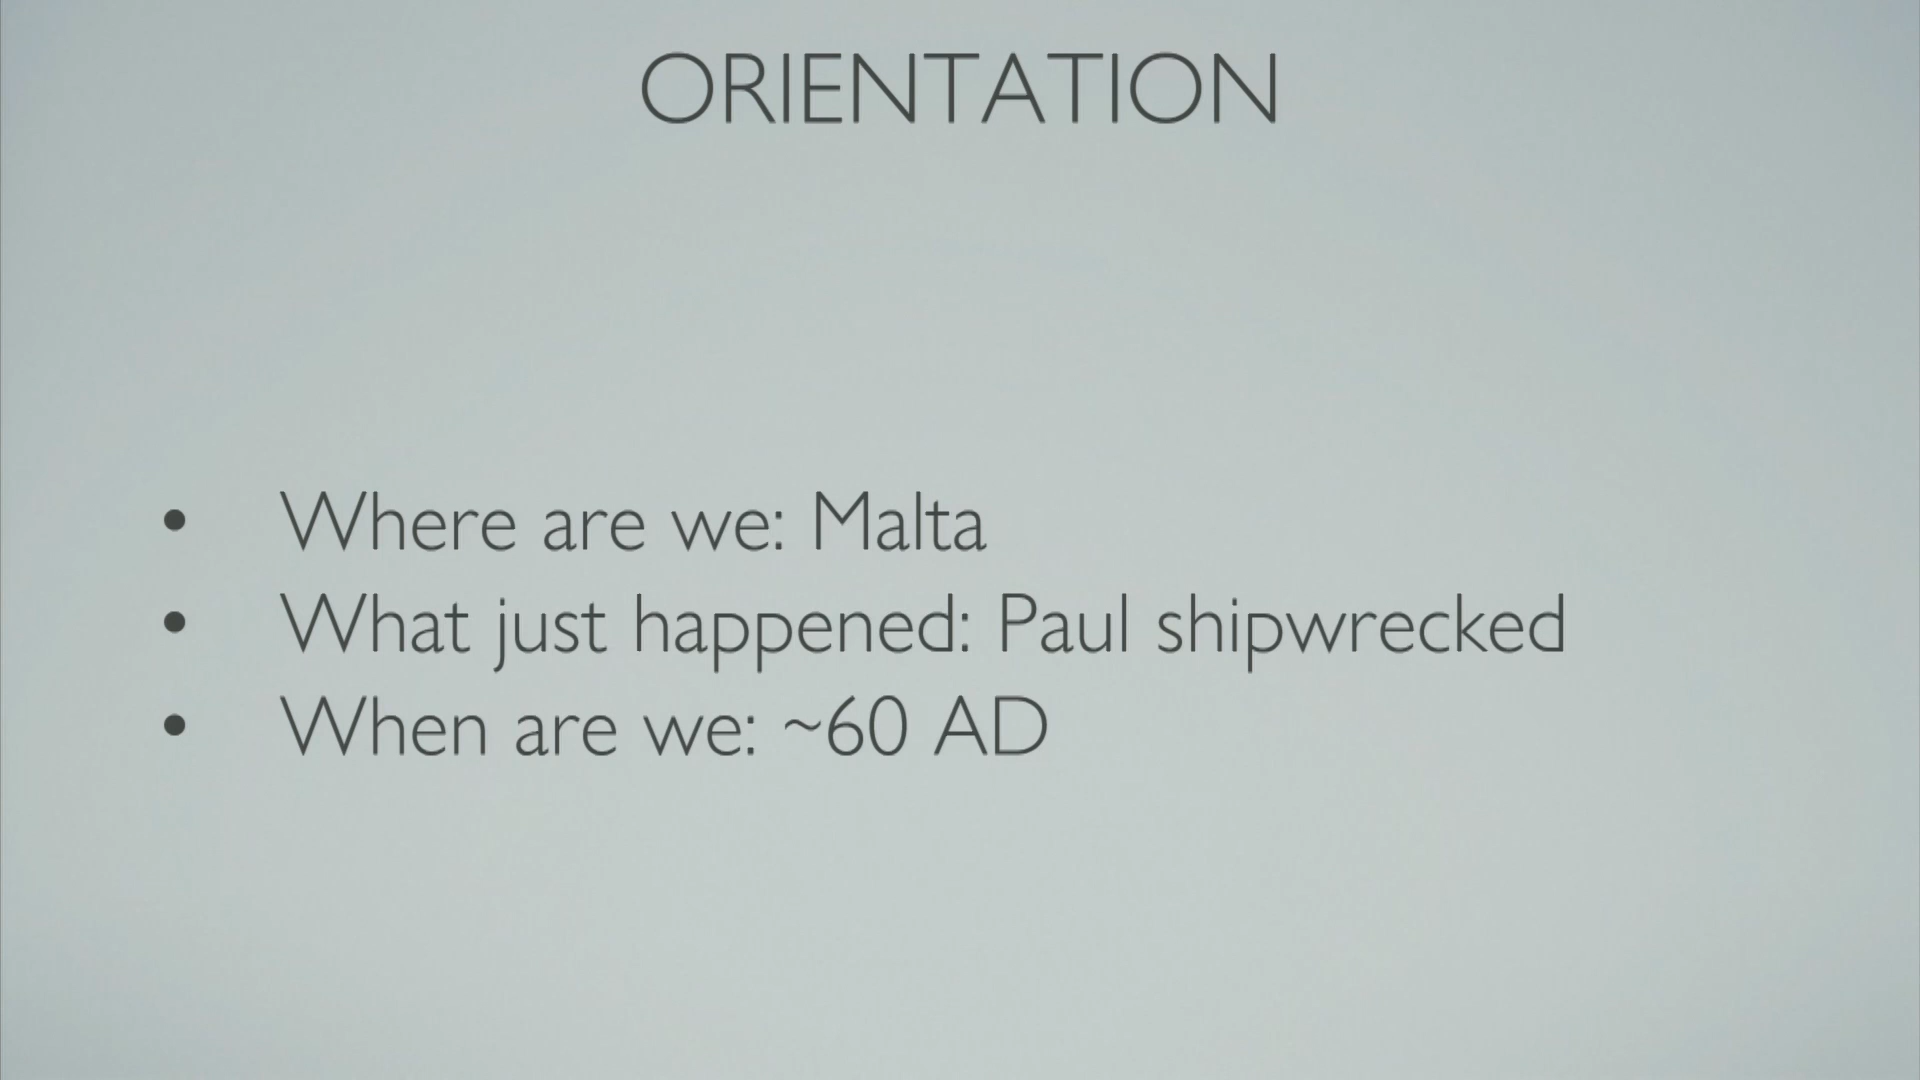 ORIENTATION
• Where are we: Malta
• What just happened: Paul shipwrecked
• When are we: ~60 AD